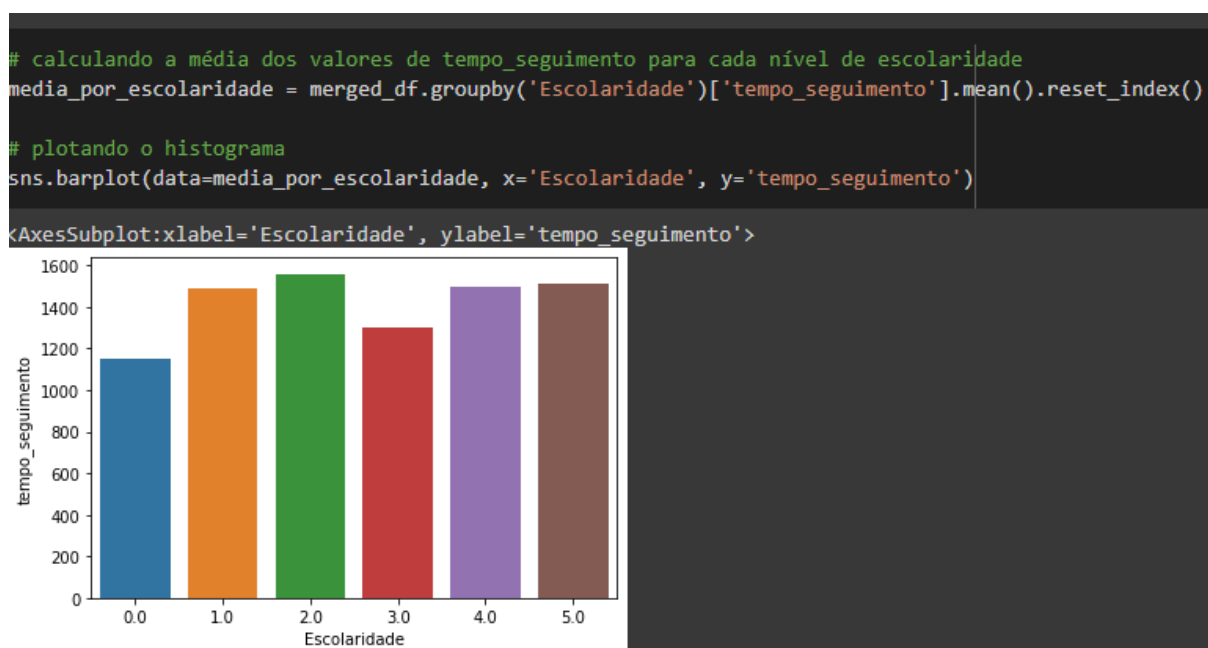 # calculando a média dos valores de tempo_seguimento para cada nível de escolaridade
media_por_escolaridade = merged_df.groupby('Escolaridade')['tempo_seguimento'].mean().reset_index()
# plotando o histograma
sns.barplot(data=media_por_escolaridade, x='Escolaridade', y='tempo_seguimento')
<AxesSubplot:xlabel='Escolaridade', ylabel='tempo_seguimento'>
1600
1400
1200
1000
800
600
400
200
0
tempo_seguimento
0.0 1.0 2.0 3.0 4.0 5.0
Escolaridade